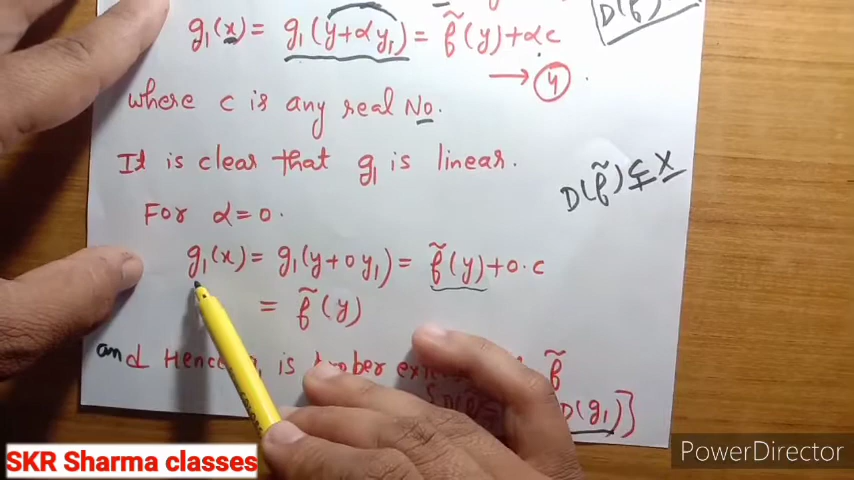 D(f̃)
g₁(x) = g₁(y+αy₁) = f̃(y)+αc
→ (4)
where c is any real No.
It is clear that g₁ is linear.
D(f̃) ⊊ X
For α=0.
g₁(x) = g₁(y+0y₁) = f̃(y)+0·c
= f̃(y)
and Hence is f̃
D(g₁)}
SKR Sharma classes
PowerDirector